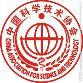 中国科学技术协会
CHINA ASSOCIATION FOR SCIENCE AND TECHNOLOGY